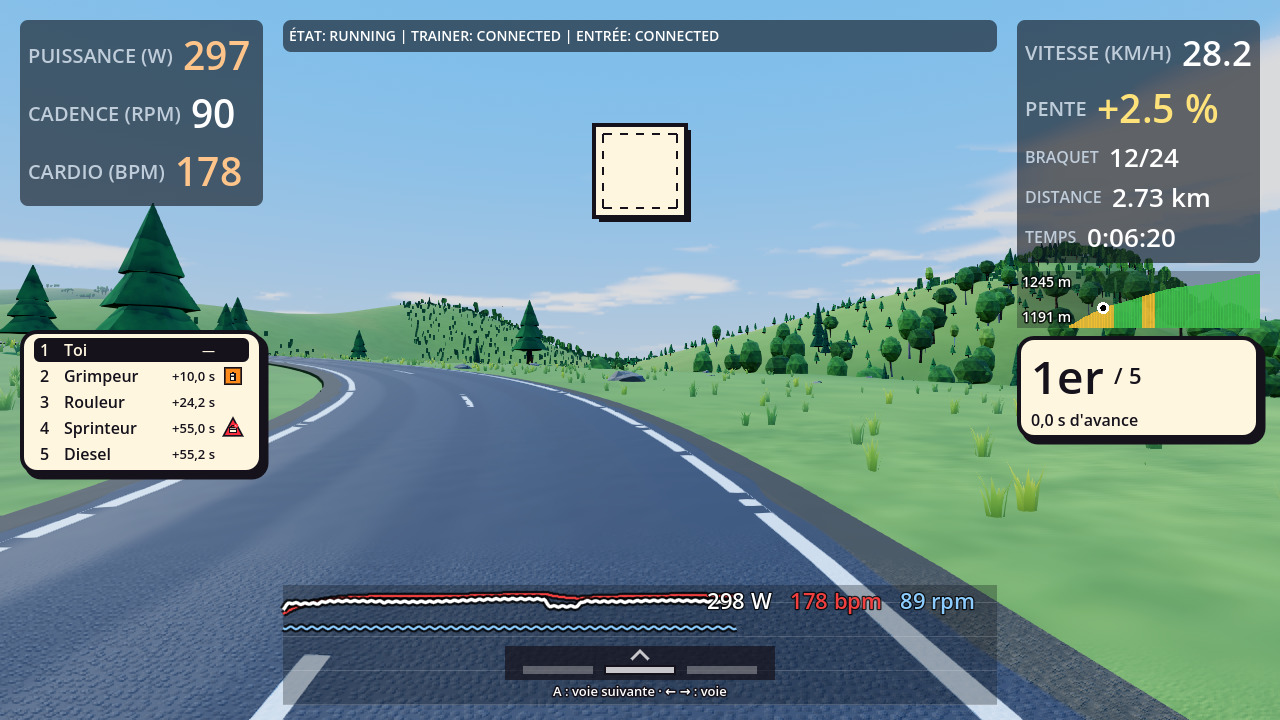 PUISSANCE (W) 297
CADENCE (RPM) 90
CARDIO (BPM) 178
ÉTAT: RUNNING | TRAINER: CONNECTED | ENTRÉE: CONNECTED
VITESSE (KM/H) 28.2
PENTE +2.5 %
BRAQUET 12/24
DISTANCE 2.73 km
TEMPS 0:06:20
1245 m
1191 m
1 Toi —
2 Grimpeur +10,0 s
3 Rouleur +24,2 s
4 Sprinteur +55,0 s
5 Diesel +55,2 s
1er / 5
0,0 s d'avance
298 W 178 bpm 89 rpm
A : voie suivante · ← → : voie